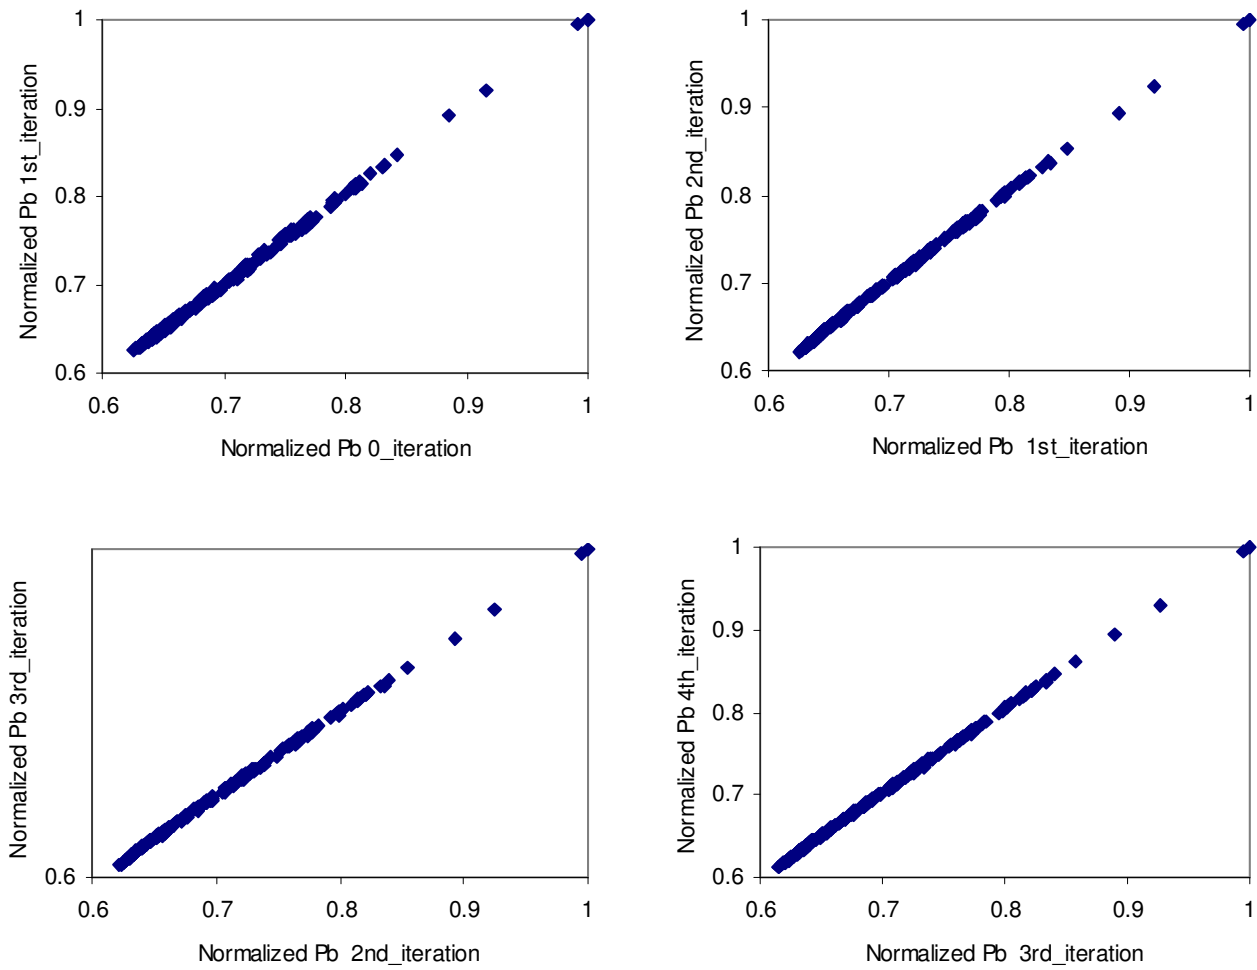 1
0.9
0.8
0.7
0.6
Normalized Pb 1st_iteration
0.6 0.7 0.8 0.9 1
Normalized Pb 0_iteration
1
0.9
0.8
0.7
0.6
Normalized Pb 2nd_iteration
0.6 0.7 0.8 0.9 1
Normalized Pb 1st_iteration
0.6
Normalized Pb 3rd_iteration
0.6 0.7 0.8 0.9 1
Normalized Pb 2nd_iteration
1
0.9
0.8
0.7
0.6
Normalized Pb 4th_iteration
0.6 0.7 0.8 0.9 1
Normalized Pb 3rd_iteration